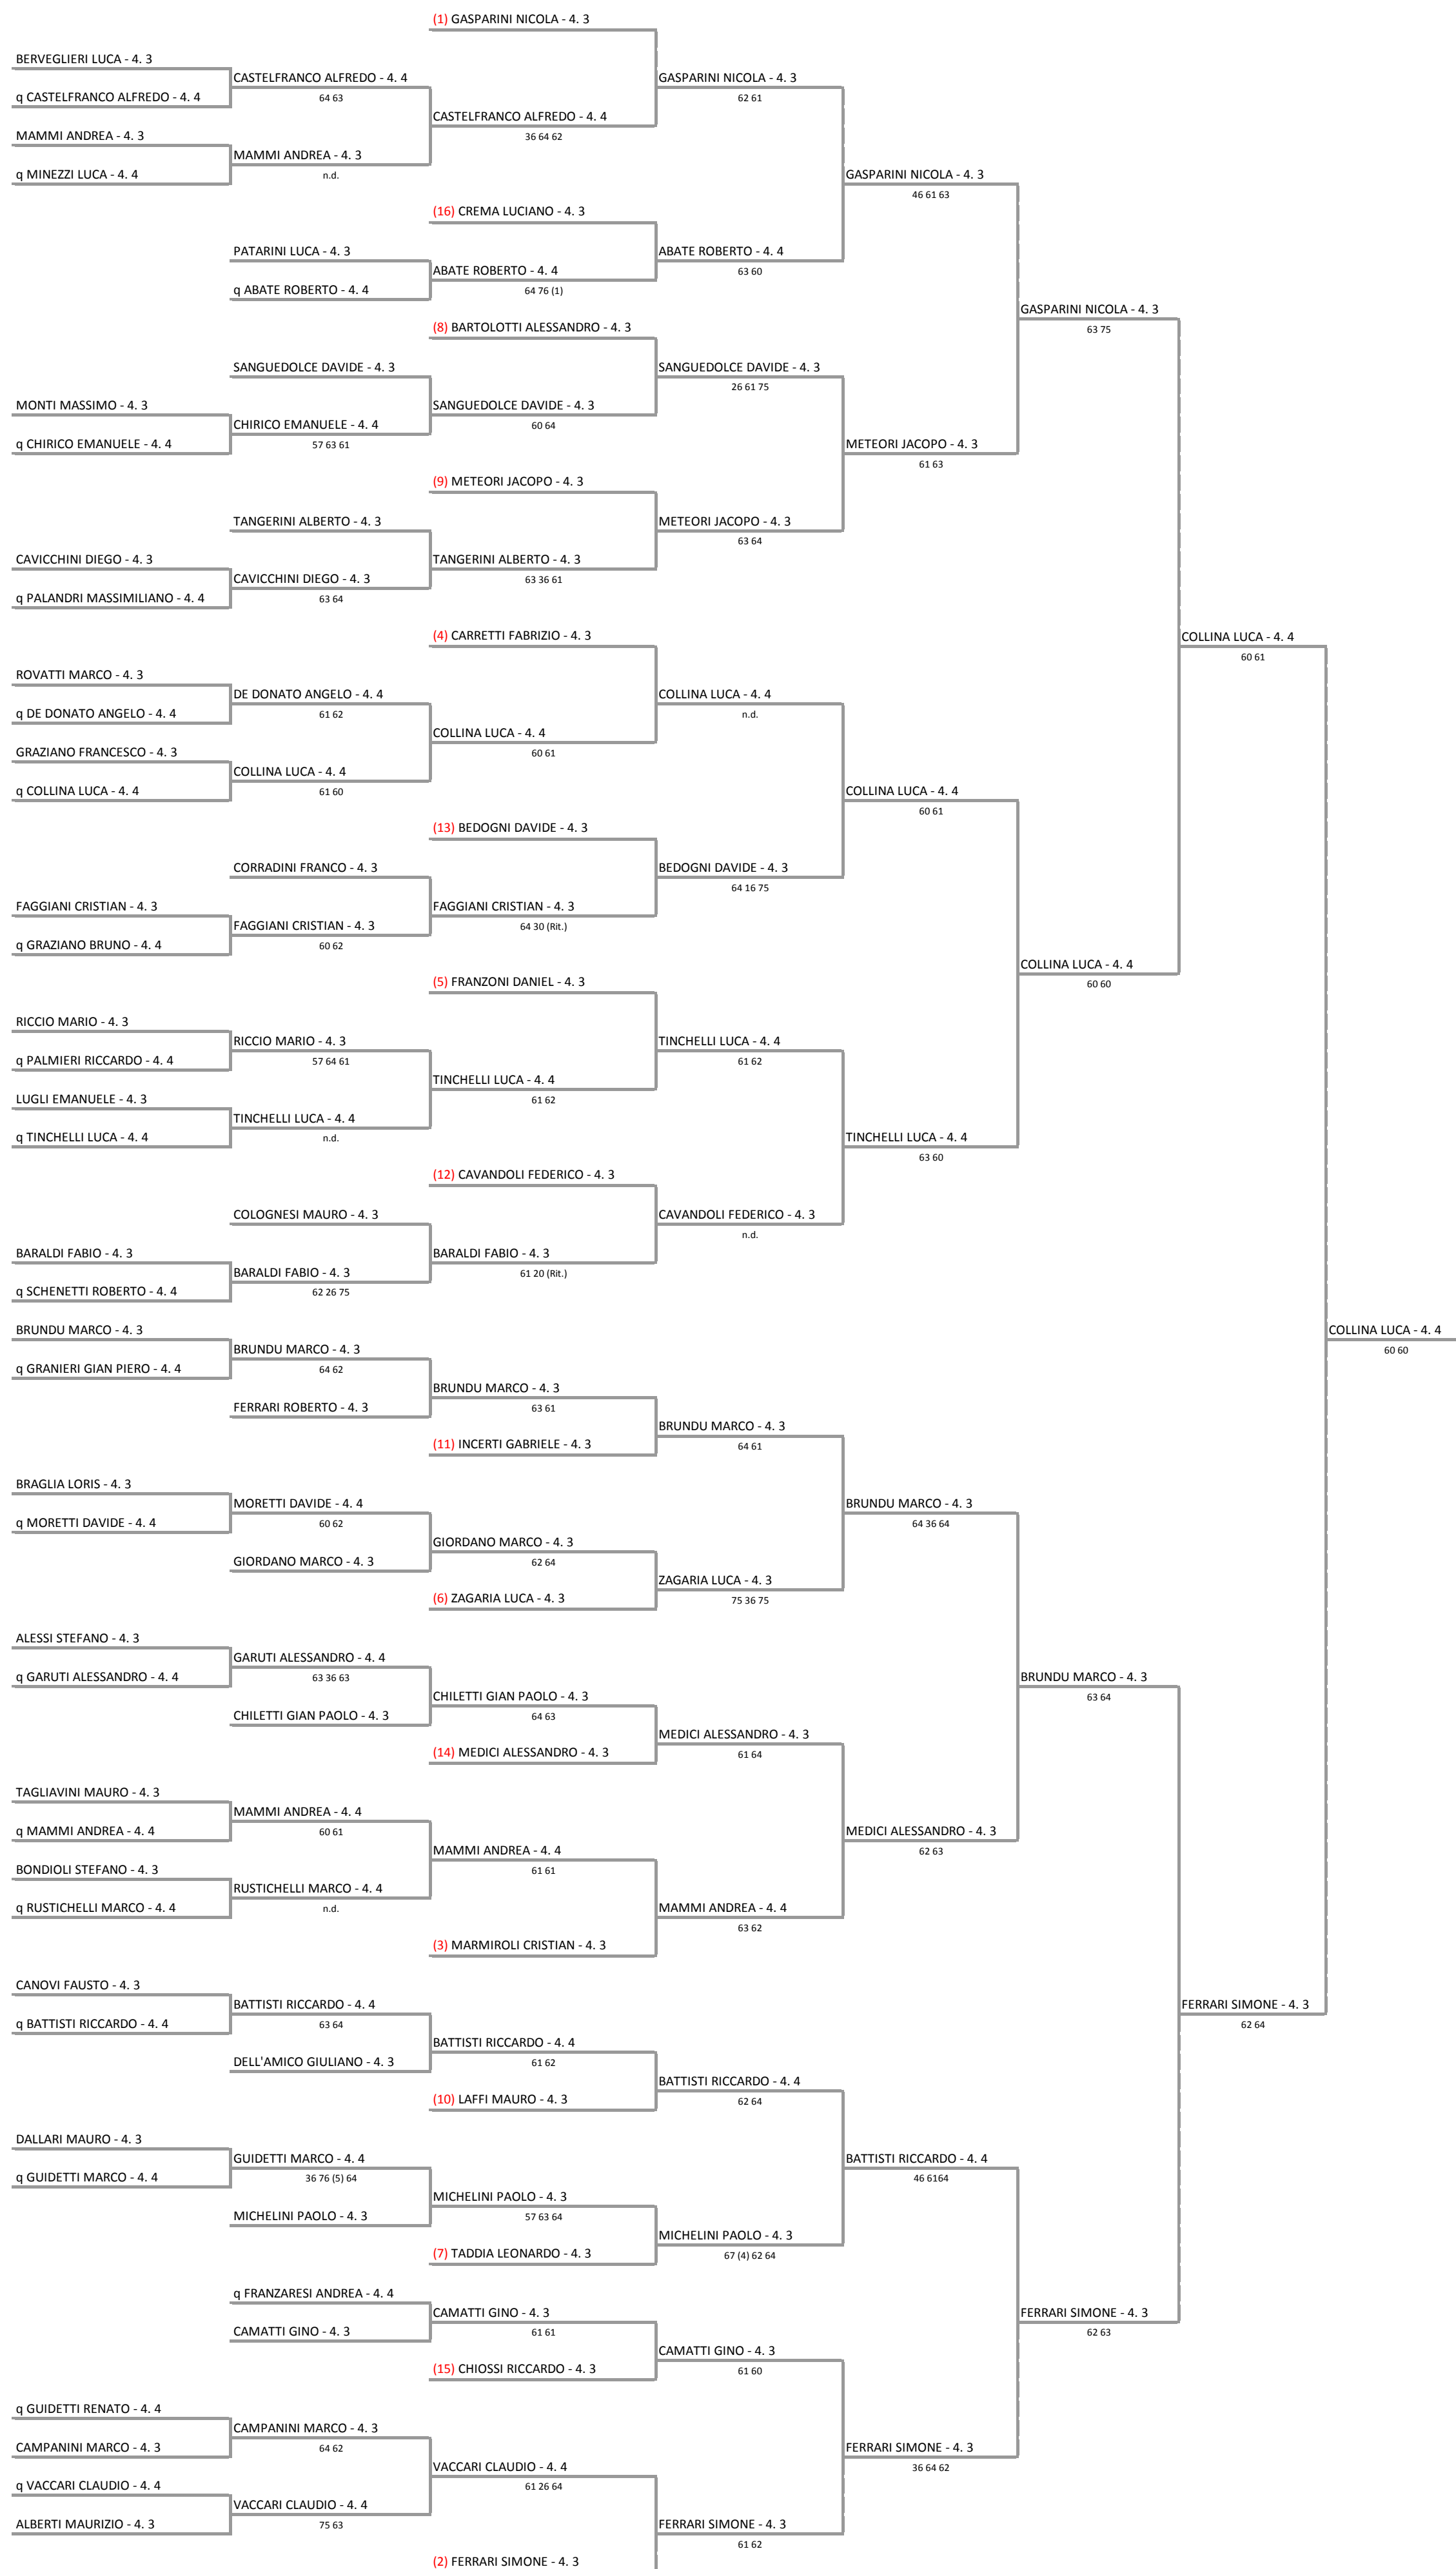 (1) GASPARINI NICOLA - 4. 3
BERVEGLIERI LUCA - 4. 3
CASTELFRANCO ALFREDO - 4. 4
GASPARINI NICOLA - 4. 3
q CASTELFRANCO ALFREDO - 4. 4
64 63
62 61
CASTELFRANCO ALFREDO - 4. 4
MAMMI ANDREA - 4. 3
36 64 62
MAMMI ANDREA - 4. 3
q MINEZZI LUCA - 4. 4
n.d.
GASPARINI NICOLA - 4. 3
46 61 63
(16) CREMA LUCIANO - 4. 3
PATARINI LUCA - 4. 3
ABATE ROBERTO - 4. 4
ABATE ROBERTO - 4. 4
63 60
q ABATE ROBERTO - 4. 4
64 76 (1)
GASPARINI NICOLA - 4. 3
63 75
(8) BARTOLOTTI ALESSANDRO - 4. 3
SANGUEDOLCE DAVIDE - 4. 3
SANGUEDOLCE DAVIDE - 4. 3
26 61 75
MONTI MASSIMO - 4. 3
SANGUEDOLCE DAVIDE - 4. 3
60 64
CHIRICO EMANUELE - 4. 4
q CHIRICO EMANUELE - 4. 4
57 63 61
METEORI JACOPO - 4. 3
61 63
(9) METEORI JACOPO - 4. 3
TANGERINI ALBERTO - 4. 3
METEORI JACOPO - 4. 3
63 64
CAVICCHINI DIEGO - 4. 3
TANGERINI ALBERTO - 4. 3
63 36 61
CAVICCHINI DIEGO - 4. 3
q PALANDRI MASSIMILIANO - 4. 4
63 64
(4) CARRETTI FABRIZIO - 4. 3
COLLINA LUCA - 4. 4
60 61
ROVATTI MARCO - 4. 3
DE DONATO ANGELO - 4. 4
COLLINA LUCA - 4. 4
q DE DONATO ANGELO - 4. 4
61 62
n.d.
COLLINA LUCA - 4. 4
GRAZIANO FRANCESCO - 4. 3
60 61
COLLINA LUCA - 4. 4
q COLLINA LUCA - 4. 4
61 60
COLLINA LUCA - 4. 4
60 61
(13) BEDOGNI DAVIDE - 4. 3
CORRADINI FRANCO - 4. 3
BEDOGNI DAVIDE - 4. 3
64 16 75
FAGGIANI CRISTIAN - 4. 3
FAGGIANI CRISTIAN - 4. 3
64 30 (Rit.)
FAGGIANI CRISTIAN - 4. 3
q GRAZIANO BRUNO - 4. 4
60 62
COLLINA LUCA - 4. 4
60 60
(5) FRANZONI DANIEL - 4. 3
RICCIO MARIO - 4. 3
RICCIO MARIO - 4. 3
TINCHELLI LUCA - 4. 4
q PALMIERI RICCARDO - 4. 4
57 64 61
61 62
TINCHELLI LUCA - 4. 4
LUGLI EMANUELE - 4. 3
61 62
TINCHELLI LUCA - 4. 4
q TINCHELLI LUCA - 4. 4
n.d.
TINCHELLI LUCA - 4. 4
63 60
(12) CAVANDOLI FEDERICO - 4. 3
COLOGNESI MAURO - 4. 3
CAVANDOLI FEDERICO - 4. 3
n.d.
BARALDI FABIO - 4. 3
BARALDI FABIO - 4. 3
61 20 (Rit.)
BARALDI FABIO - 4. 3
q SCHENETTI ROBERTO - 4. 4
62 26 75
BRUNDU MARCO - 4. 3
COLLINA LUCA - 4. 4
60 60
BRUNDU MARCO - 4. 3
q GRANIERI GIAN PIERO - 4. 4
64 62
BRUNDU MARCO - 4. 3
FERRARI ROBERTO - 4. 3
63 61
BRUNDU MARCO - 4. 3
(11) INCERTI GABRIELE - 4. 3
64 61
BRAGLIA LORIS - 4. 3
MORETTI DAVIDE - 4. 4
BRUNDU MARCO - 4. 3
q MORETTI DAVIDE - 4. 4
60 62
64 36 64
GIORDANO MARCO - 4. 3
GIORDANO MARCO - 4. 3
62 64
ZAGARIA LUCA - 4. 3
(6) ZAGARIA LUCA - 4. 3
75 36 75
ALESSI STEFANO - 4. 3
GARUTI ALESSANDRO - 4. 4
q GARUTI ALESSANDRO - 4. 4
63 36 63
BRUNDU MARCO - 4. 3
63 64
CHILETTI GIAN PAOLO - 4. 3
CHILETTI GIAN PAOLO - 4. 3
64 63
MEDICI ALESSANDRO - 4. 3
(14) MEDICI ALESSANDRO - 4. 3
61 64
TAGLIAVINI MAURO - 4. 3
MAMMI ANDREA - 4. 4
q MAMMI ANDREA - 4. 4
60 61
MEDICI ALESSANDRO - 4. 3
62 63
MAMMI ANDREA - 4. 4
BONDIOLI STEFANO - 4. 3
61 61
RUSTICHELLI MARCO - 4. 4
q RUSTICHELLI MARCO - 4. 4
n.d.
MAMMI ANDREA - 4. 4
63 62
(3) MARMIROLI CRISTIAN - 4. 3
CANOVI FAUSTO - 4. 3
BATTISTI RICCARDO - 4. 4
FERRARI SIMONE - 4. 3
q BATTISTI RICCARDO - 4. 4
63 64
62 64
BATTISTI RICCARDO - 4. 4
DELL'AMICO GIULIANO - 4. 3
61 62
BATTISTI RICCARDO - 4. 4
(10) LAFFI MAURO - 4. 3
62 64
DALLARI MAURO - 4. 3
GUIDETTI MARCO - 4. 4
BATTISTI RICCARDO - 4. 4
q GUIDETTI MARCO - 4. 4
36 76 (5) 64
46 6164
MICHELINI PAOLO - 4. 3
MICHELINI PAOLO - 4. 3
57 63 64
MICHELINI PAOLO - 4. 3
(7) TADDIA LEONARDO - 4. 3
67 (4) 62 64
q FRANZARESI ANDREA - 4. 4
CAMATTI GINO - 4. 3
FERRARI SIMONE - 4. 3
CAMATTI GINO - 4. 3
61 61
62 63
CAMATTI GINO - 4. 3
(15) CHIOSSI RICCARDO - 4. 3
61 60
q GUIDETTI RENATO - 4. 4
CAMPANINI MARCO - 4. 3
CAMPANINI MARCO - 4. 3
64 62
FERRARI SIMONE - 4. 3
36 64 62
VACCARI CLAUDIO - 4. 4
q VACCARI CLAUDIO - 4. 4
61 26 64
VACCARI CLAUDIO - 4. 4
ALBERTI MAURIZIO - 4. 3
75 63
FERRARI SIMONE - 4. 3
61 62
(2) FERRARI SIMONE - 4. 3